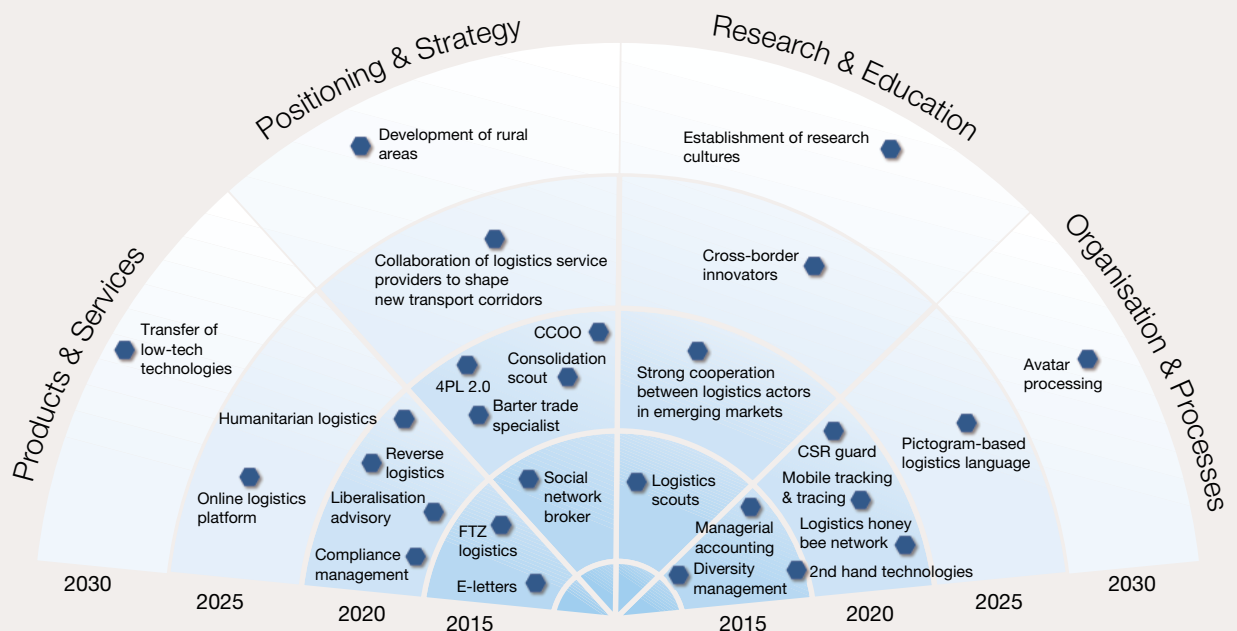 Positioning & Strategy
Research & Education
Products & Services
Organisation & Processes
Development of rural
areas
Establishment of research
cultures
Collaboration of logistics service
providers to shape
new transport corridors
Cross-border
innovators
Transfer of
low-tech
technologies
CCOO
Consolidation
scout
4PL 2.0
Barter trade
specialist
Strong cooperation
between logistics actors
in emerging markets
Avatar
processing
Humanitarian logistics
Reverse
logistics
Online logistics
platform
Liberalisation
advisory
Compliance
management
Social
network
broker
FTZ
logistics
E-letters
Logistics
scouts
Managerial
accounting
Diversity
management
CSR guard
Mobile tracking
& tracing
Logistics honey
bee network
2nd hand technologies
Pictogram-based
logistics language
2030
2025
2020
2015
2015
2020
2025
2030